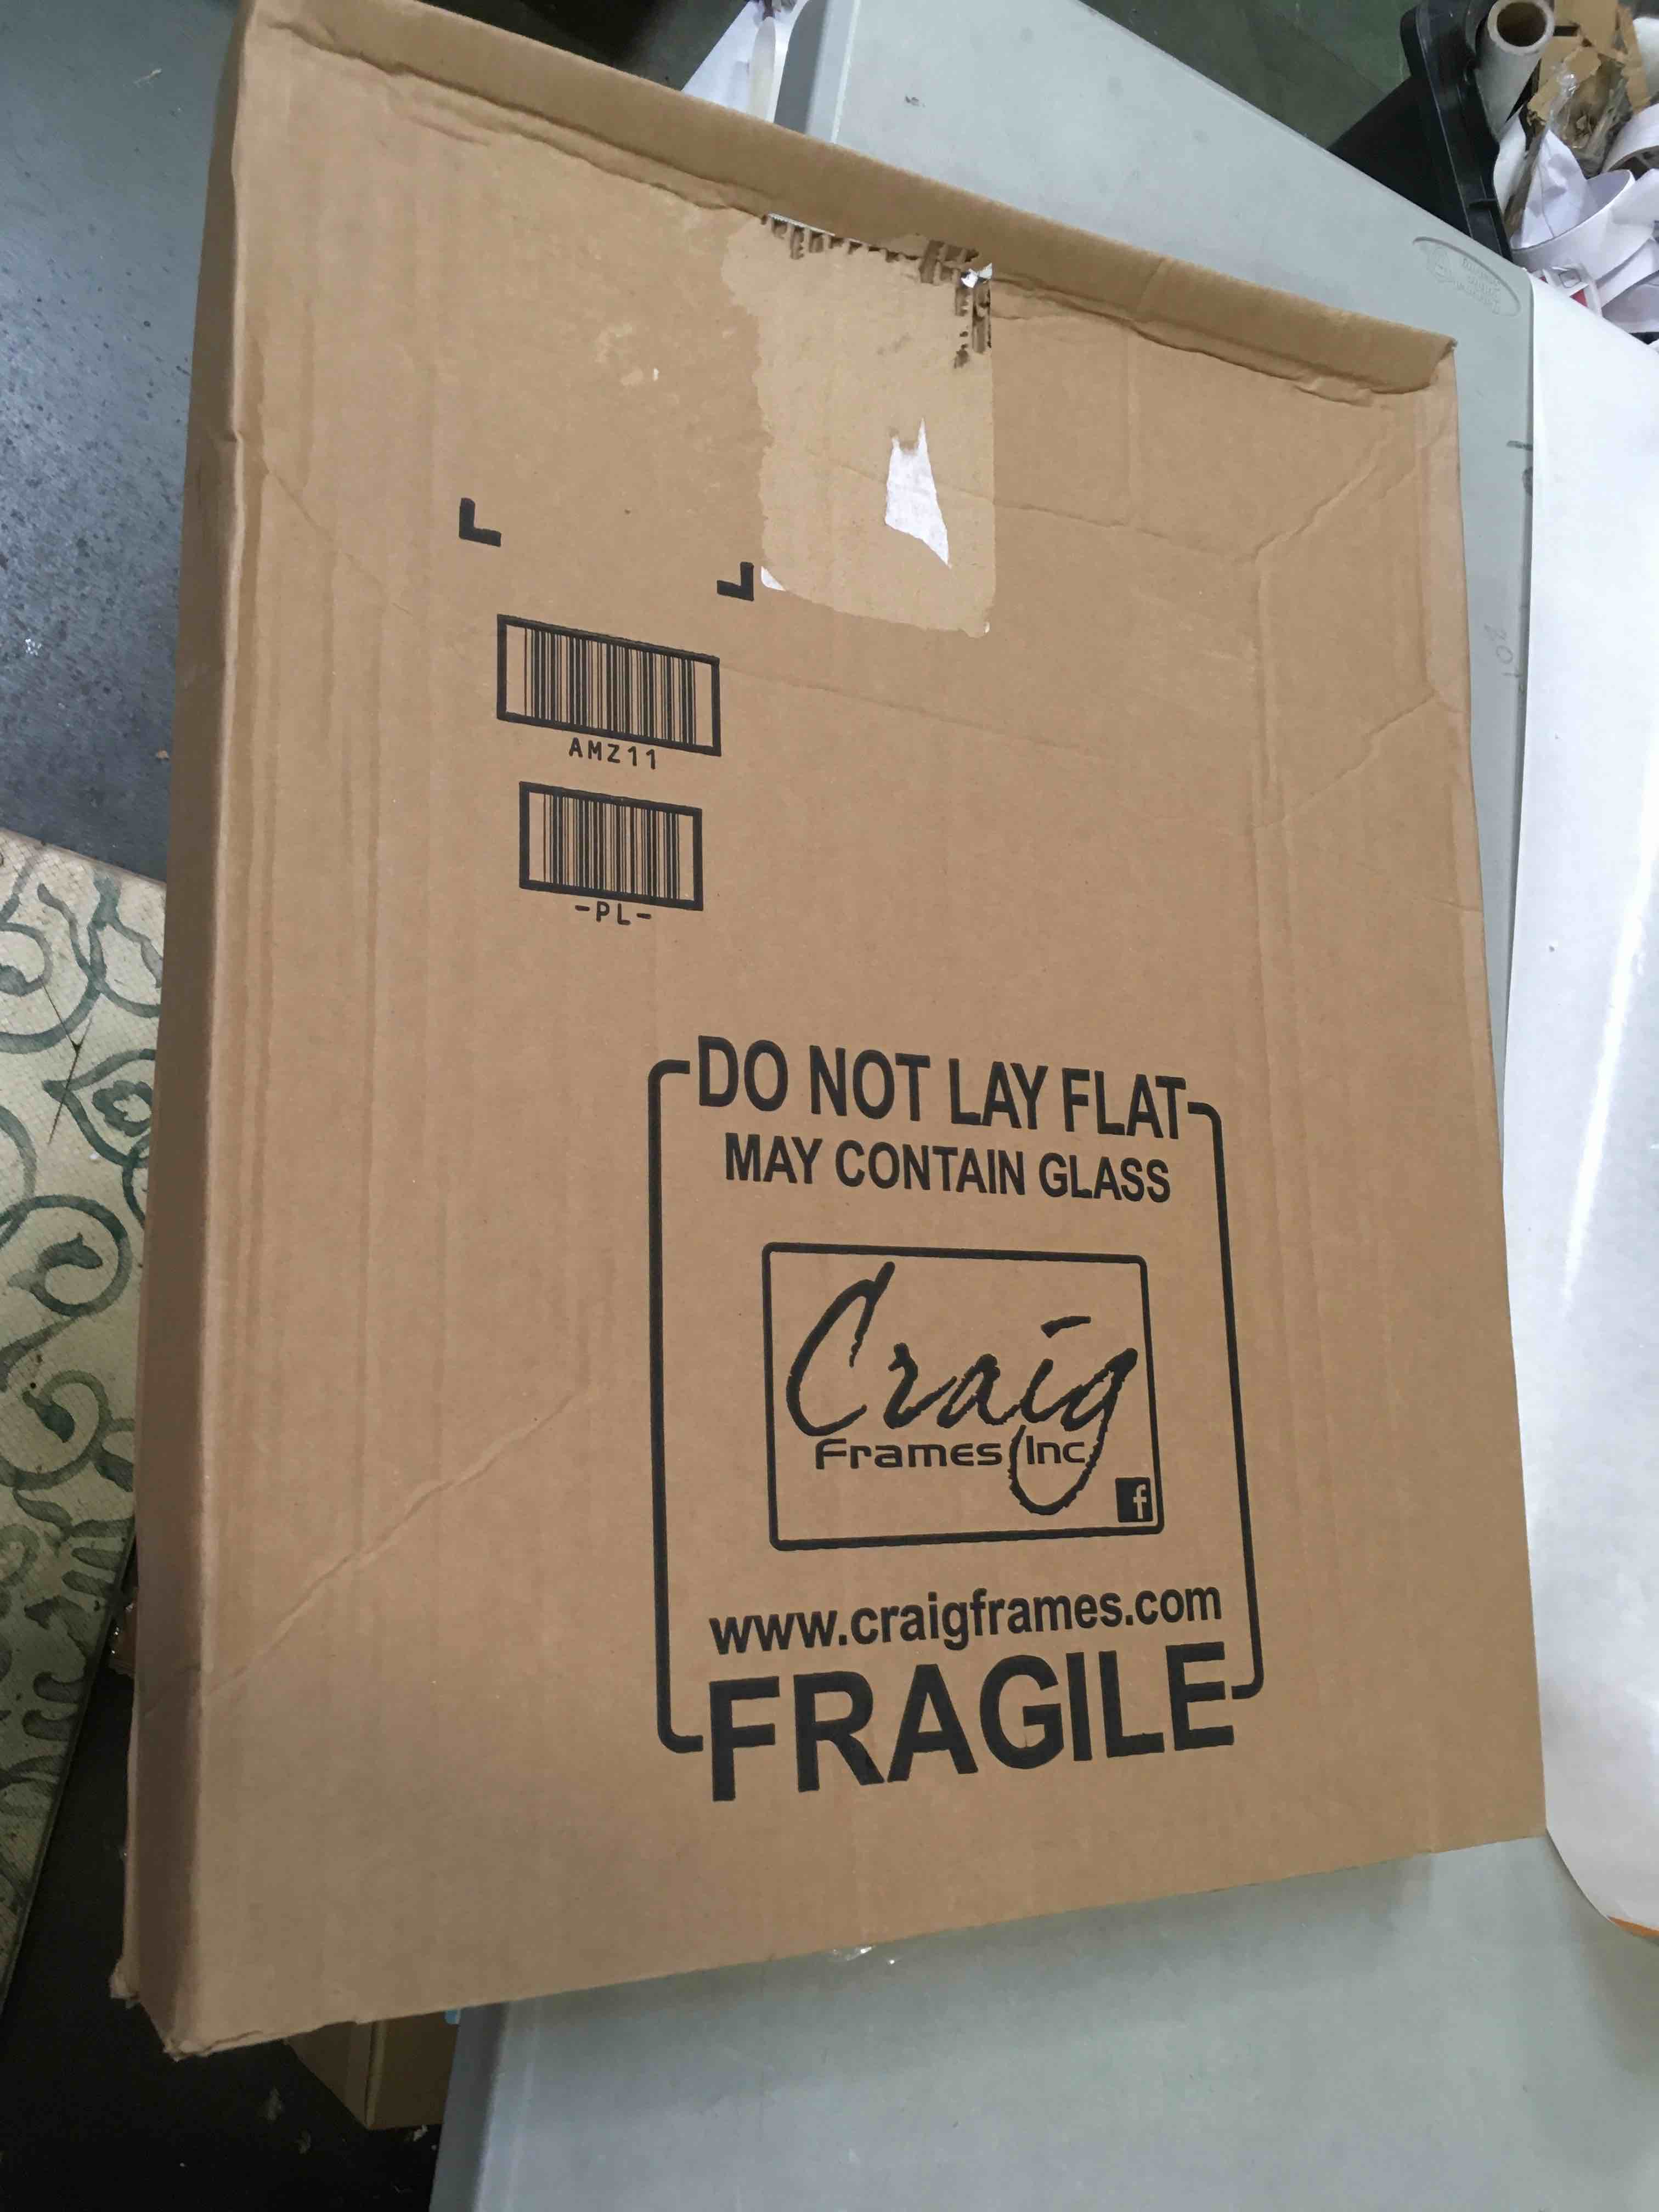 AMZ11
-PL-
DO NOT LAY FLAT
MAY CONTAIN GLASS
Craig
Frames Inc
f
www.craigframes.com
FRAGILE